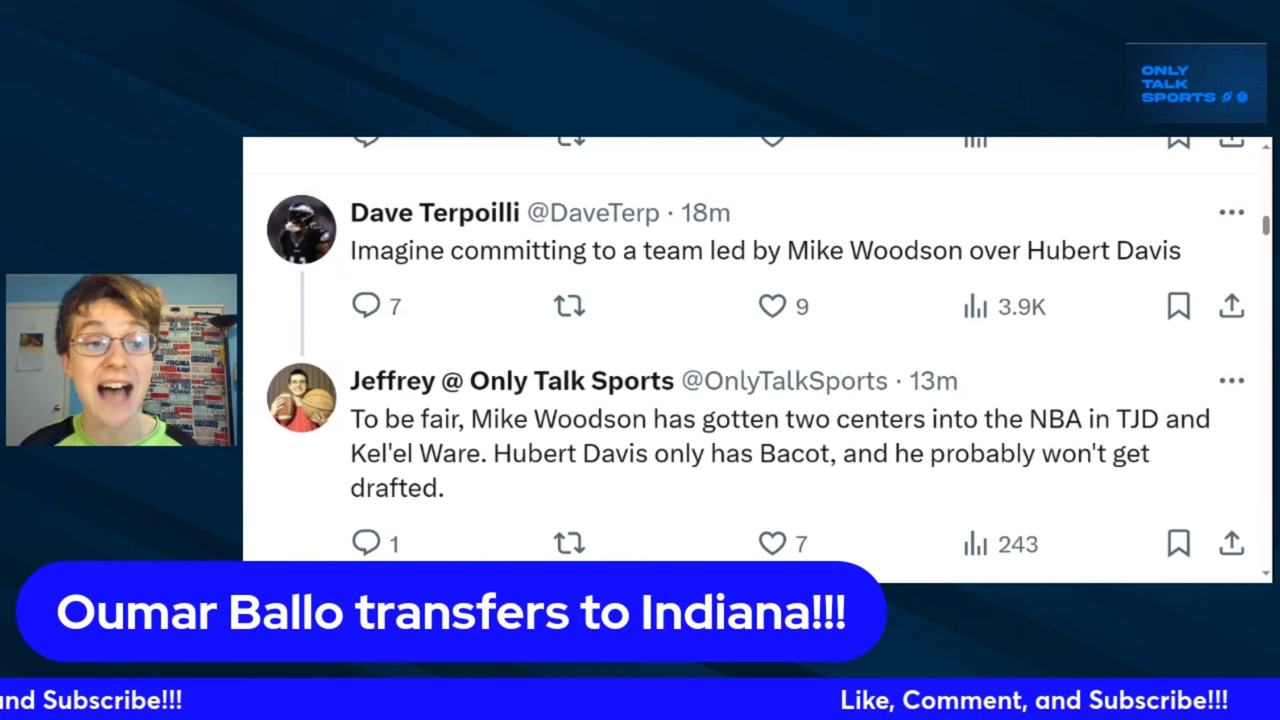 ONLY
TALK
SPORTS
Dave Terpoilli @DaveTerp · 18m
Imagine committing to a team led by Mike Woodson over Hubert Davis
7 9 3.9K
Jeffrey @ Only Talk Sports @OnlyTalkSports · 13m
To be fair, Mike Woodson has gotten two centers into the NBA in TJD and
Kel'el Ware. Hubert Davis only has Bacot, and he probably won't get
drafted.
1 7 243
Oumar Ballo transfers to Indiana!!!
and Subscribe!!! Like, Comment, and Subscribe!!!
VIRGINIA
INDIANA